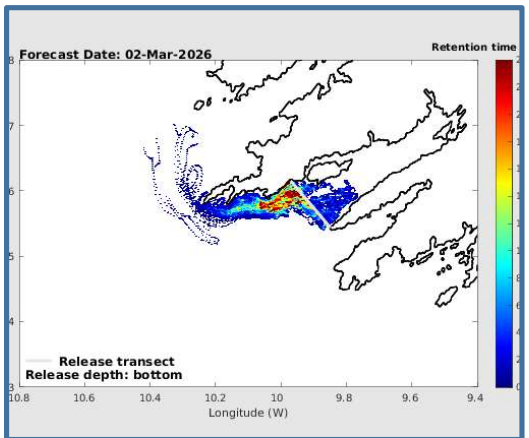 Forecast Date: 02-Mar-2026
Retention time
8
7
6
5
4
3
Release transect
Release depth: bottom
10.8 10.6 10.4 10.2 10 9.8 9.6 9.4
Longitude (W)